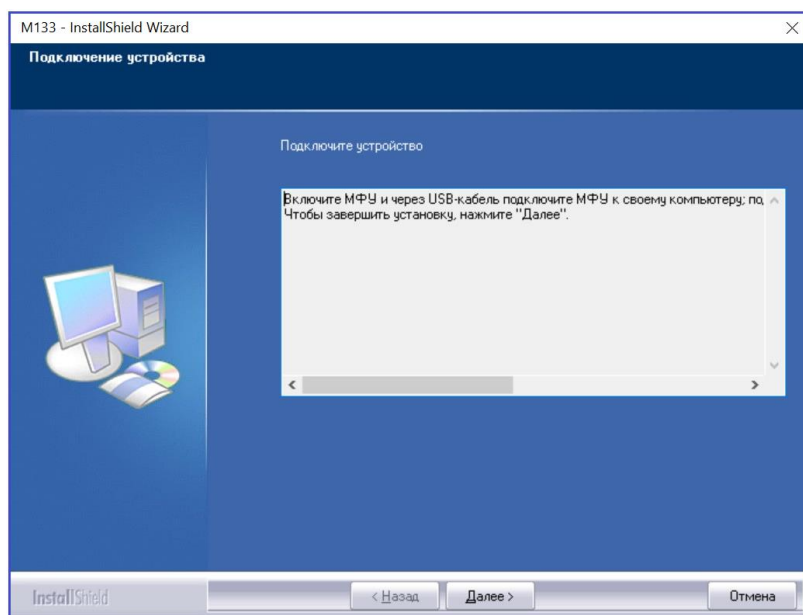 M133 - InstallShield Wizard
Подключение устройства
Подключите устройство
Включите МФУ и через USB-кабель подключите МФУ к своему компьютеру; по,
Чтобы завершить установку, нажмите "Далее".
InstallShield
< Назад
Далее >
Отмена